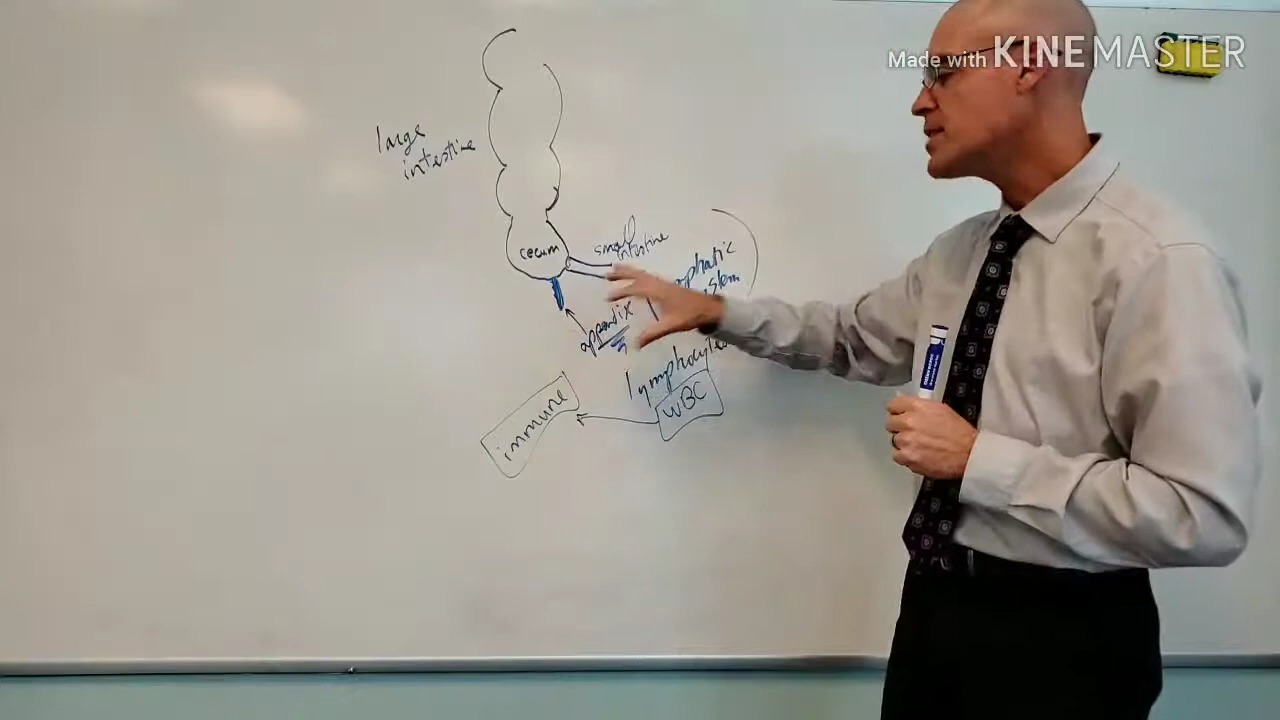 Made with KINEMASTER
large
intestine
cecum
small
intestine
appendix
lymphocytes
WBC
immune